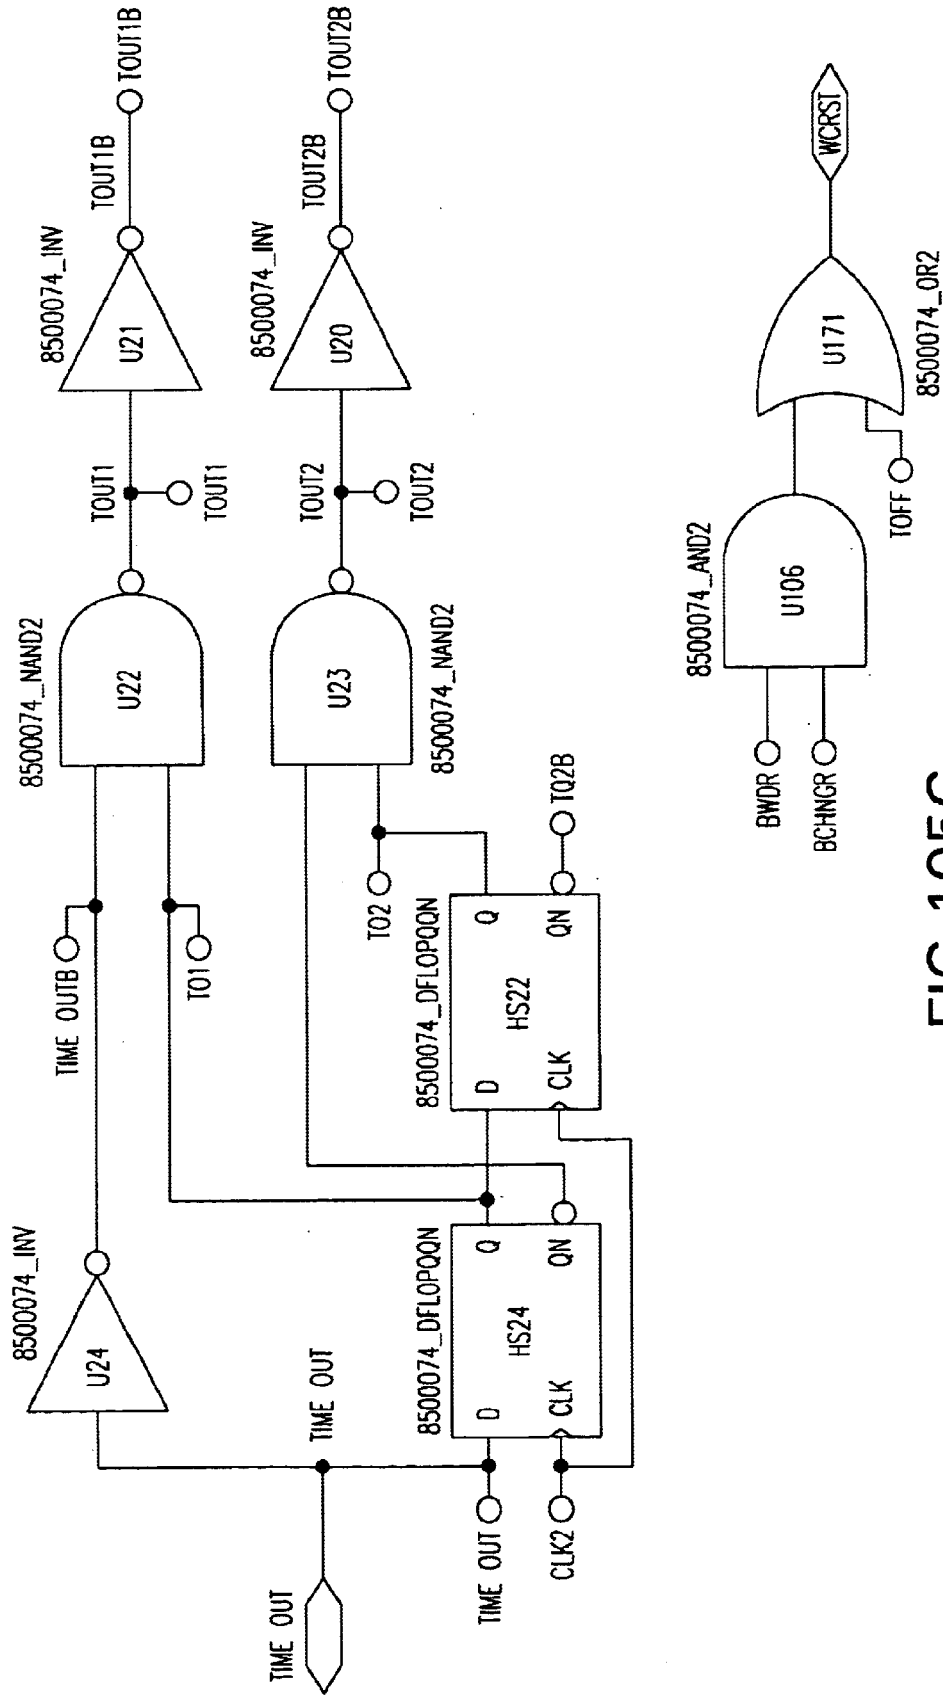 TIME OUT
TIME OUT
8500074_INV
U24
TIME OUTB
TO1
8500074_NAND2
U22
TOUT1
TOUT1
8500074_INV
U21
TOUT1B
TOUT1B
TIME OUT
CLK2
8500074_DFLOPQQN
D
CLK
HS24
Q
QN
8500074_DFLOPQQN
D
CLK
HS22
Q
QN
TO2
TQ2B
8500074_NAND2
U23
TOUT2
TOUT2
8500074_INV
U20
TOUT2B
TOUT2B
BWDR
BCHNGR
8500074_AND2
U106
TOFF
U171
8500074_OR2
WCRST